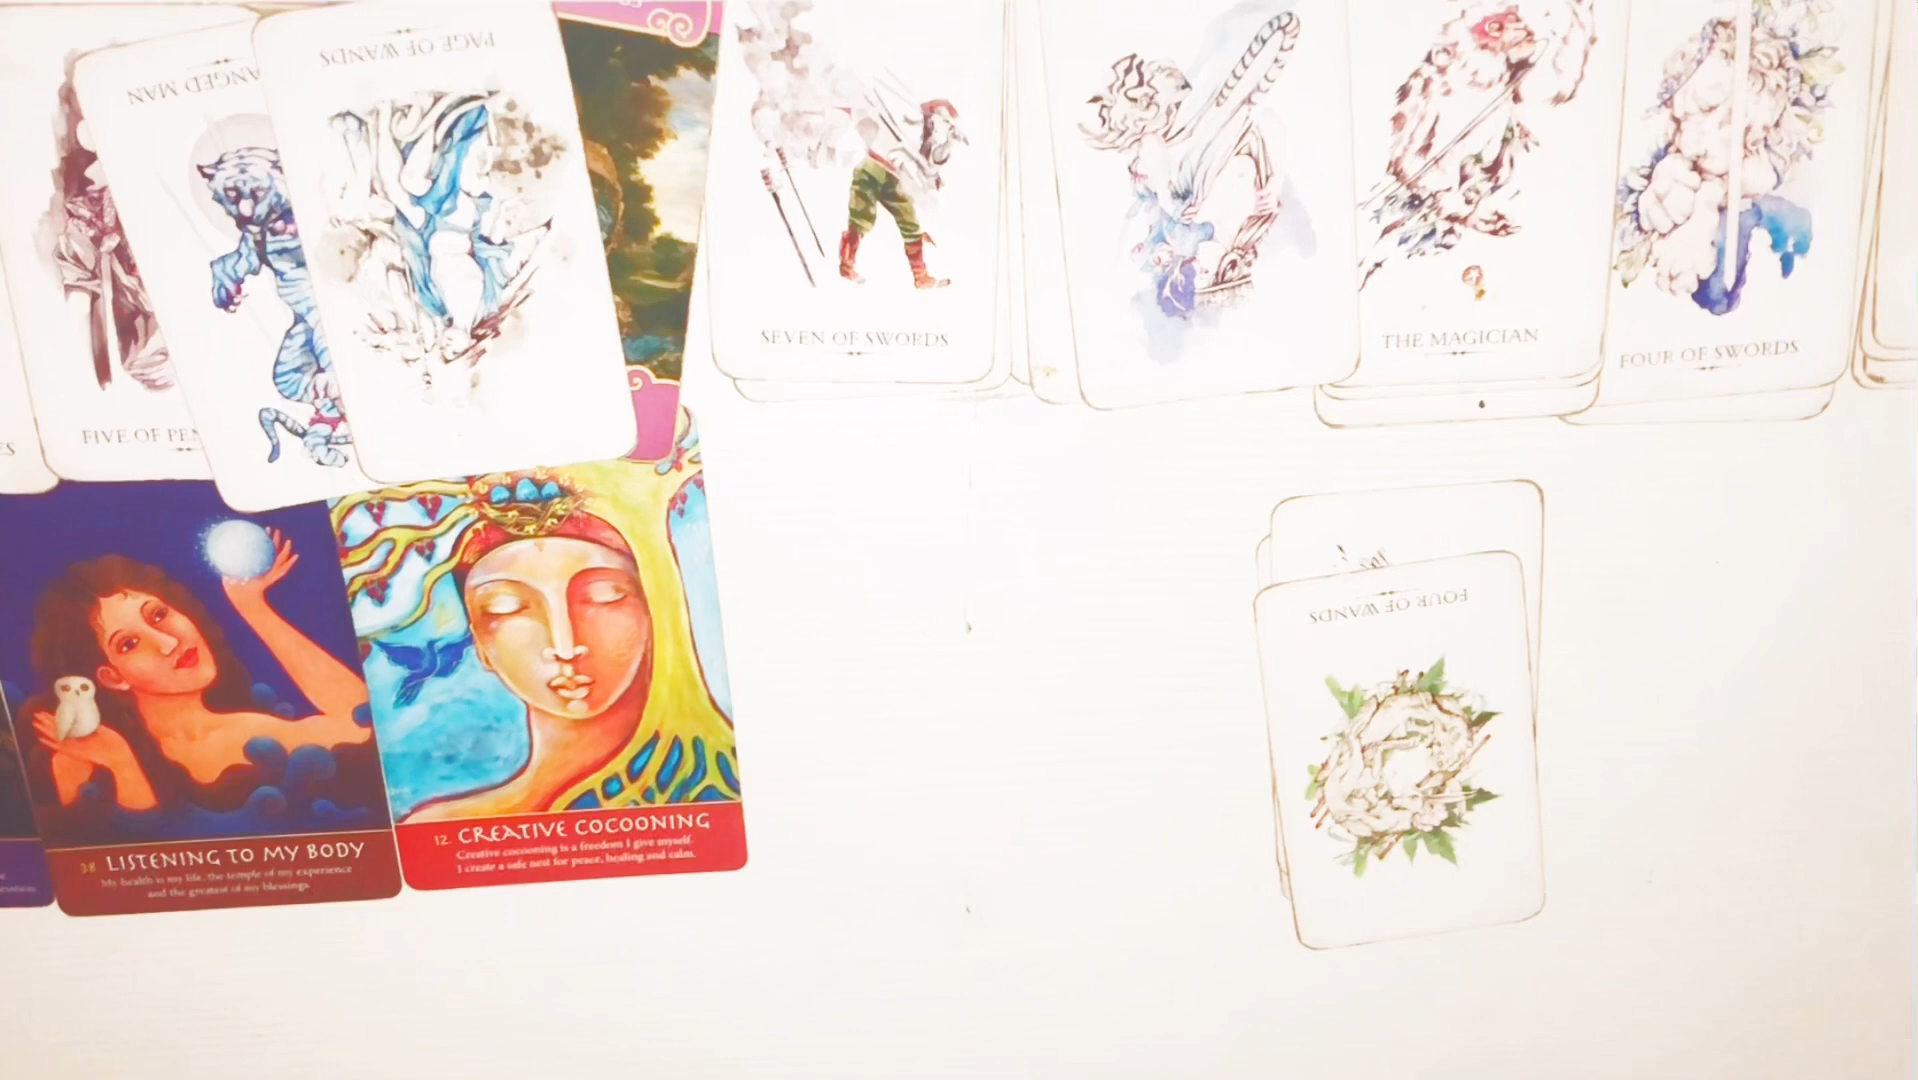 PAGE OF WANDS
ANGED MAN
SEVEN OF SWORDS
THE MAGICIAN
FOUR OF SWORDS
FIVE OF PEN
ES
FOUR OF WANDS
12. CREATIVE COCOONING
Creative cocooning is a freedom I give myself.
I create a safe nest for peace, healing and calm.
38 LISTENING TO MY BODY
My health is my life, the temple of my experience
and the greatest of my blessings.